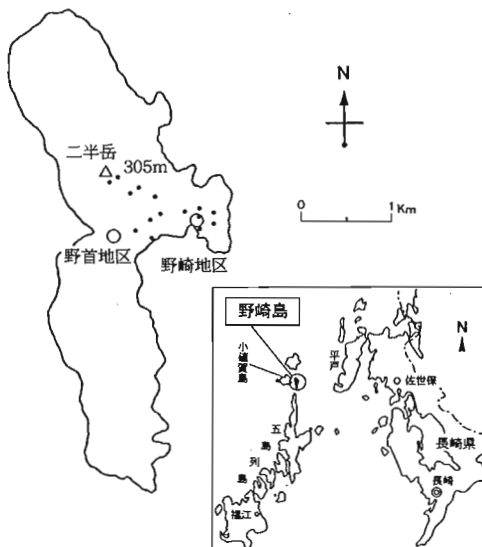 N
二半岳
305m
0
1 Km
野首地区
野崎地区
野崎島
N
小値賀島
平戸
佐世保
五島列島
長崎県
長崎
福江